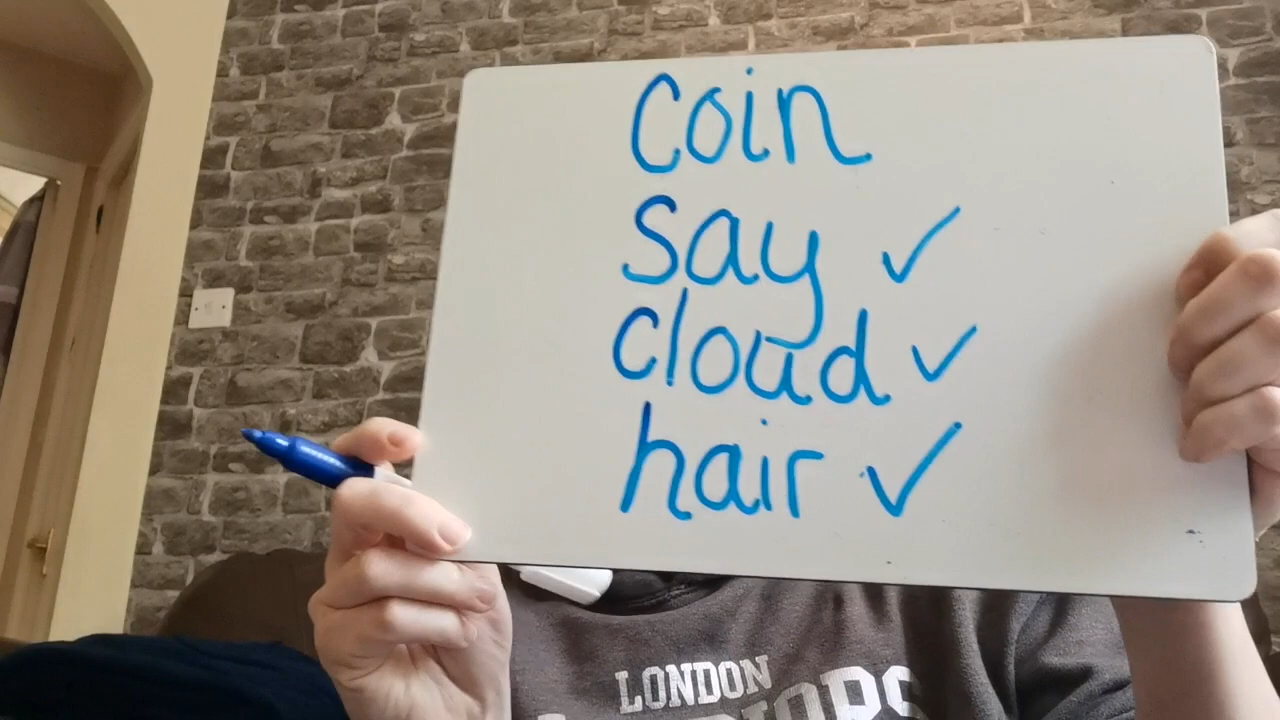 Coin
Say ✓
cloud ✓
hair ✓
LONDON